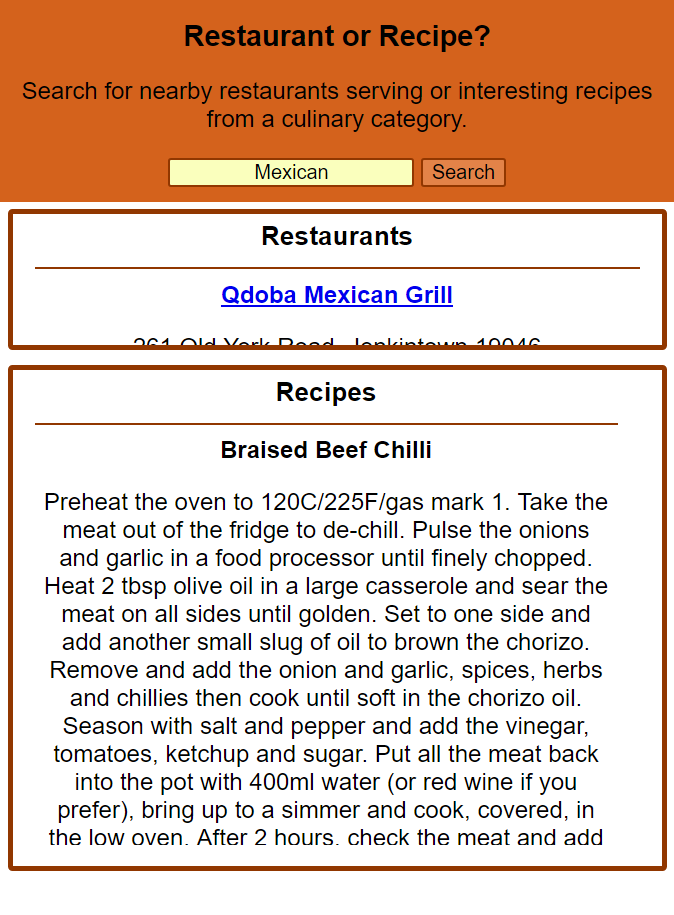 Restaurant or Recipe?
Search for nearby restaurants serving or interesting recipes
from a culinary category.
Mexican Search
Restaurants
Qdoba Mexican Grill
261 Old York Road, Jenkintown 19046
Recipes
Braised Beef Chilli
Preheat the oven to 120C/225F/gas mark 1. Take the
meat out of the fridge to de-chill. Pulse the onions
and garlic in a food processor until finely chopped.
Heat 2 tbsp olive oil in a large casserole and sear the
meat on all sides until golden. Set to one side and
add another small slug of oil to brown the chorizo.
Remove and add the onion and garlic, spices, herbs
and chillies then cook until soft in the chorizo oil.
Season with salt and pepper and add the vinegar,
tomatoes, ketchup and sugar. Put all the meat back
into the pot with 400ml water (or red wine if you
prefer), bring up to a simmer and cook, covered, in
the low oven. After 2 hours, check the meat and add